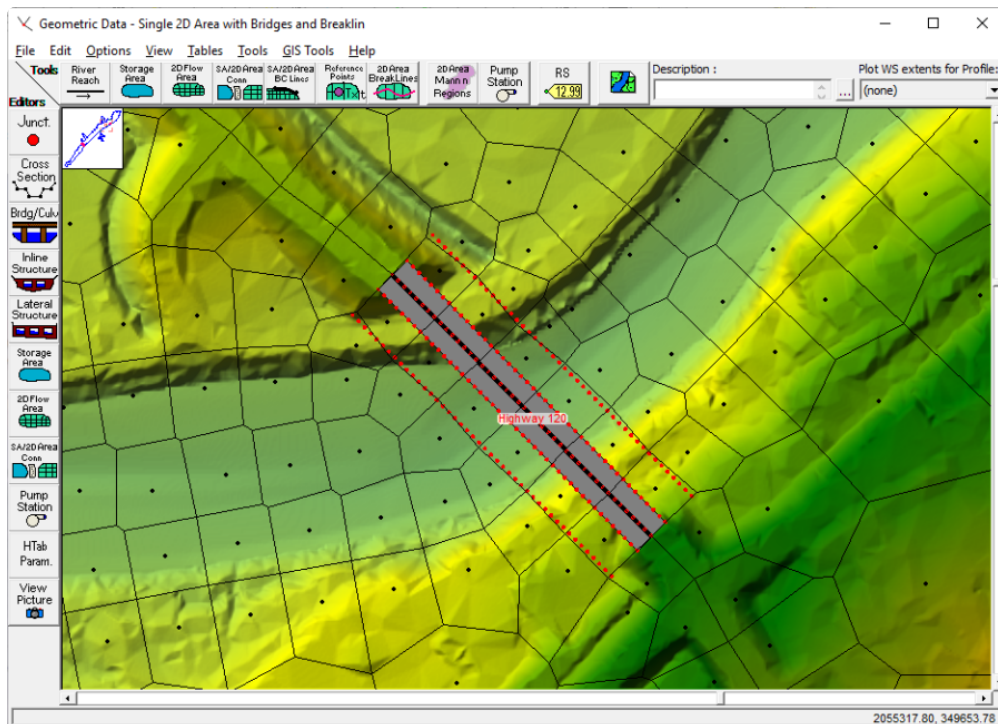 Geometric Data - Single 2D Area with Bridges and Breaklin
File Edit Options View Tables Tools GIS Tools Help
Tools
Editors
River
Reach
Storage
Area
2D Flow
Area
SA/2D Area
Conn
SA/2D Area
BC Lines
Reference
Points
2D Area
BreakLines
2D Area
Mann n
Regions
Pump
Station
RS
12.99
Description :
...
Plot WS extents for Profile:
(none)
Junct.
Cross
Section
Brdg/Culv
Inline
Structure
Lateral
Structure
Storage
Area
2D Flow
Area
SA/2D Area
Conn
Pump
Station
HTab
Param.
View
Picture
Highway 120
2055317.80, 349653.78